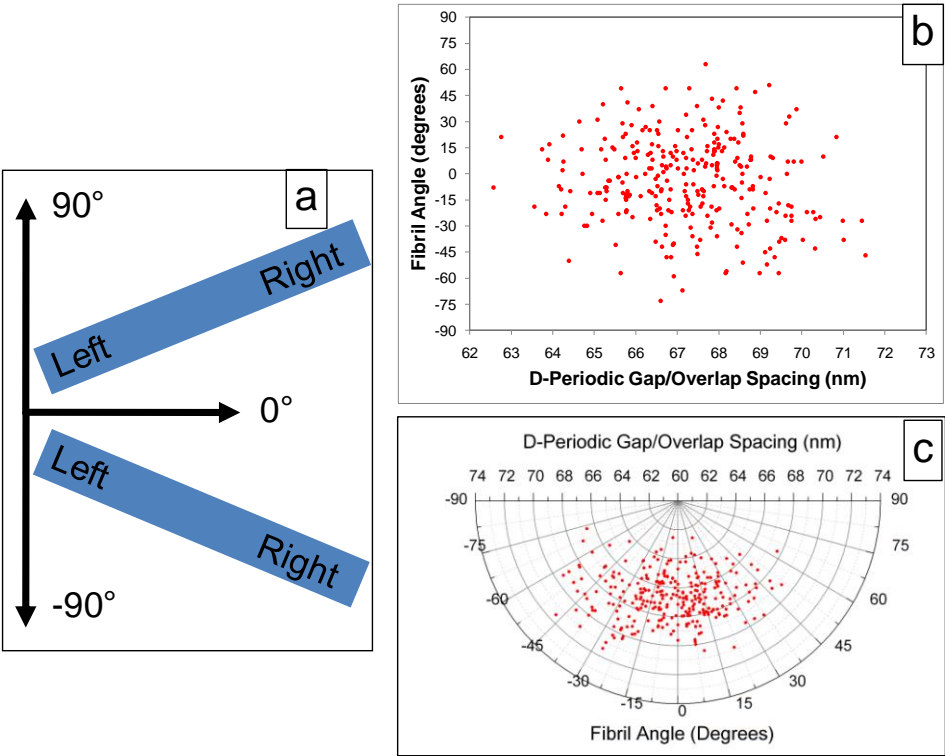 a
90°
Right
Left
0°
Left
Right
-90°
b
90
75
60
45
30
15
0
-15
-30
-45
-60
-75
-90
Fibril Angle (degrees)
62 63 64 65 66 67 68 69 70 71 72 73
D-Periodic Gap/Overlap Spacing (nm)
c
D-Periodic Gap/Overlap Spacing (nm)
74 72 70 68 66 64 62 60 62 64 66 68 70 72 74
-90 90
-75 75
-60 60
-45 45
-30 30
-15 15
0
Fibril Angle (Degrees)